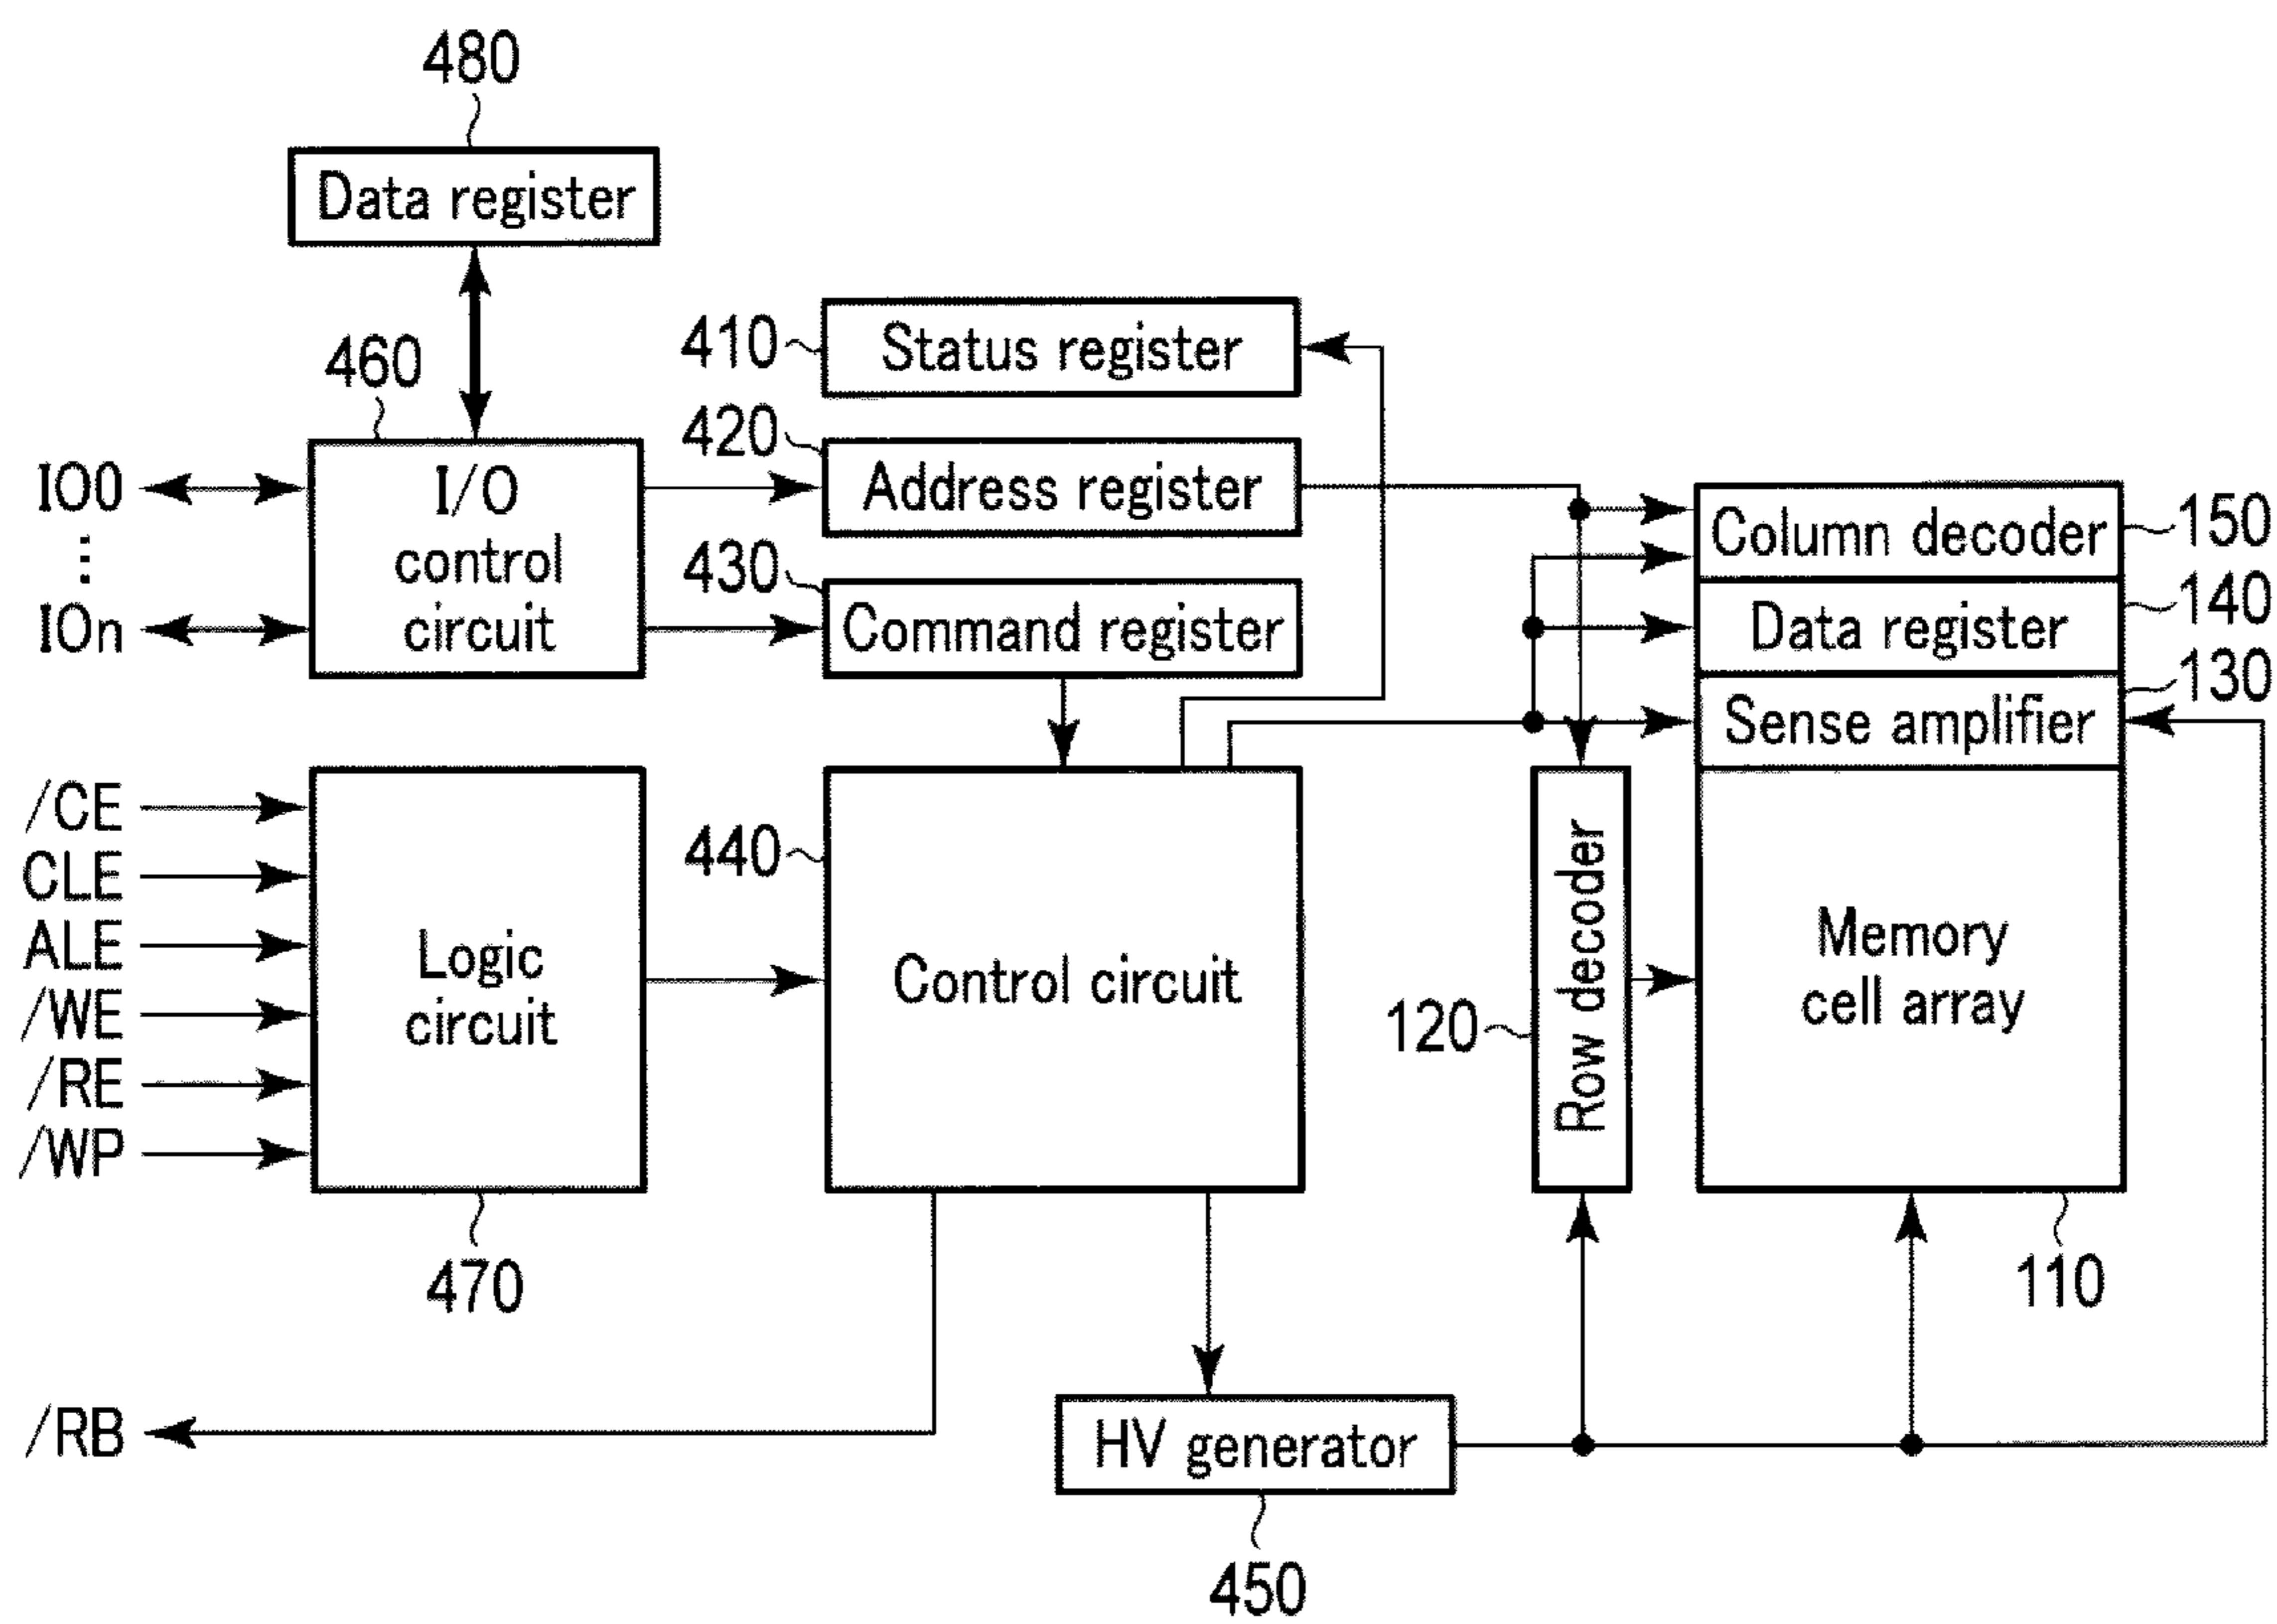 480
Data register
460
410
Status register
420
Address register
430
Command register
IO0
⋮
IOn
I/O
control
circuit
Column decoder
150
Data register
140
Sense amplifier
130
/CE
CLE
ALE
/WE
/RE
/WP
Logic
circuit
470
440
Control circuit
120
Row decoder
Memory
cell array
110
/RB
HV generator
450